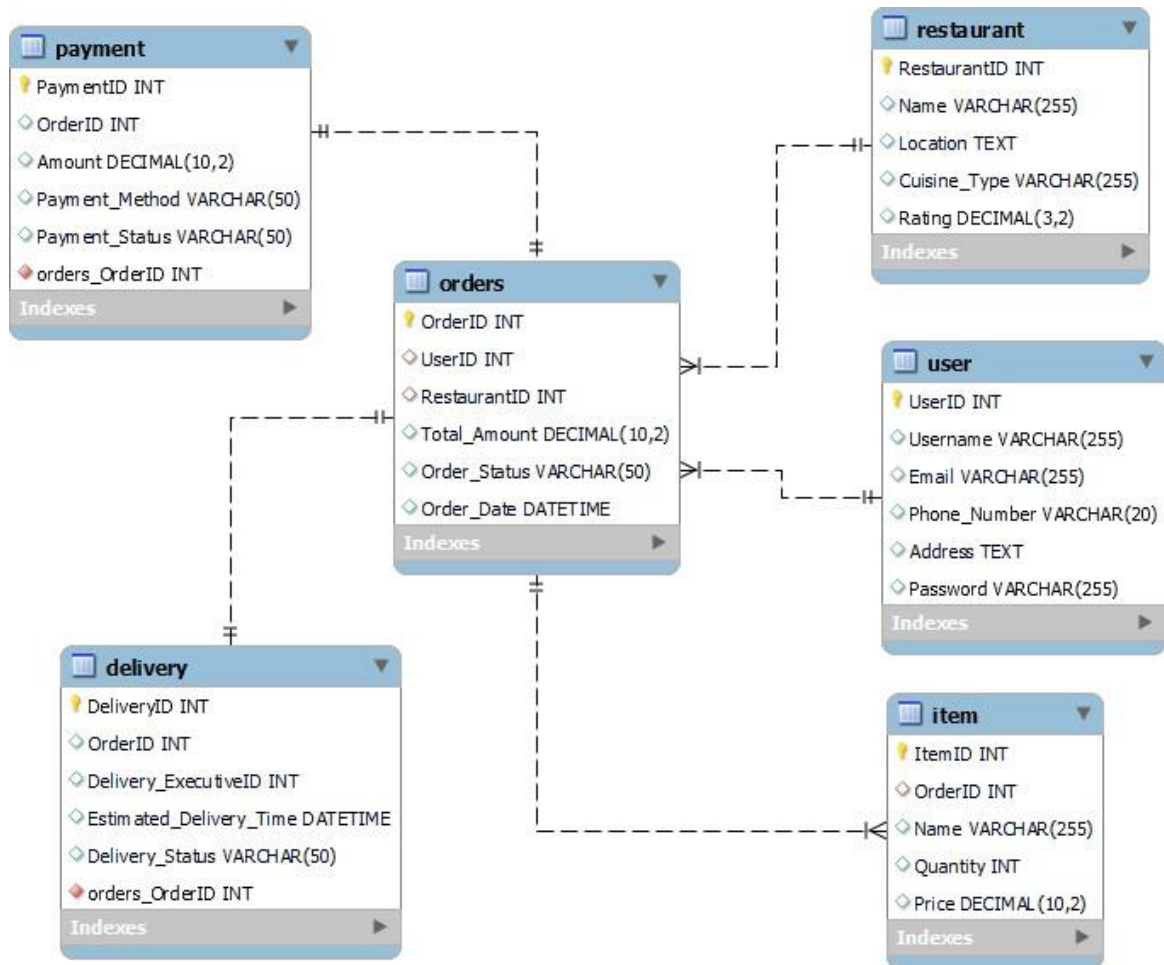 payment
PaymentID INT
OrderID INT
Amount DECIMAL(10,2)
Payment_Method VARCHAR(50)
Payment_Status VARCHAR(50)
orders_OrderID INT
Indexes
restaurant
RestaurantID INT
Name VARCHAR(255)
Location TEXT
Cuisine_Type VARCHAR(255)
Rating DECIMAL(3,2)
Indexes
orders
OrderID INT
UserID INT
RestaurantID INT
Total_Amount DECIMAL(10,2)
Order_Status VARCHAR(50)
Order_Date DATETIME
Indexes
user
UserID INT
Username VARCHAR(255)
Email VARCHAR(255)
Phone_Number VARCHAR(20)
Address TEXT
Password VARCHAR(255)
Indexes
delivery
DeliveryID INT
OrderID INT
Delivery_ExecutiveID INT
Estimated_Delivery_Time DATETIME
Delivery_Status VARCHAR(50)
orders_OrderID INT
Indexes
item
ItemID INT
OrderID INT
Name VARCHAR(255)
Quantity INT
Price DECIMAL(10,2)
Indexes